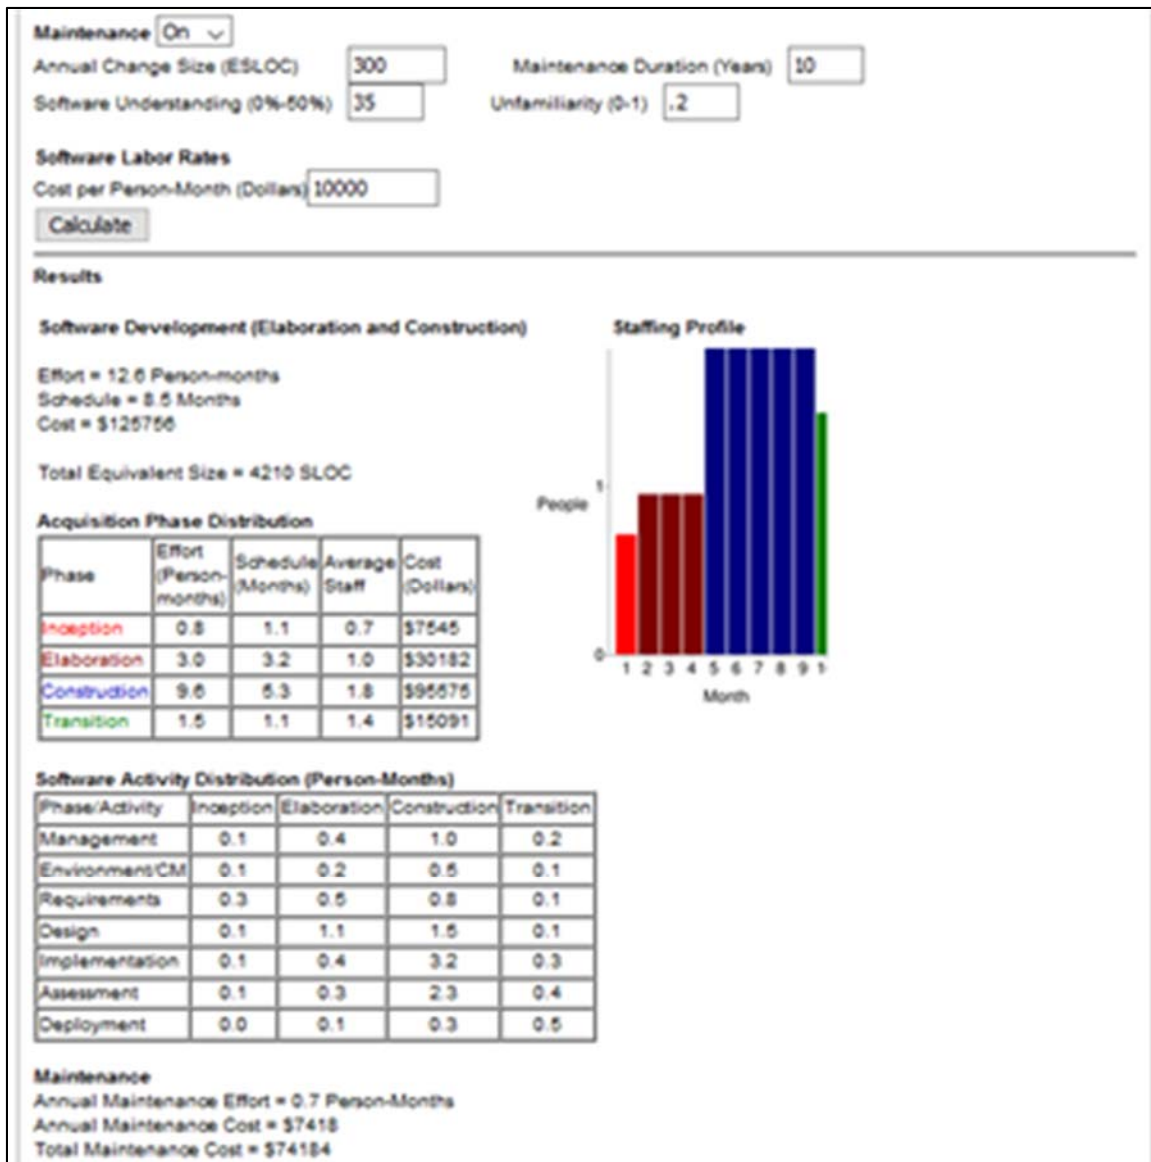 Maintenance On
Annual Change Size (ESLOC) 300 Maintenance Duration (Years) 10
Software Understanding (0%-50%) 35 Unfamiliarity (0-1) .2
Software Labor Rates
Cost per Person-Month (Dollars) 10000
Calculate
Results
Software Development (Elaboration and Construction)
Effort = 12.6 Person-months
Schedule = 8.5 Months
Cost = $125756
Total Equivalent Size = 4210 SLOC
Acquisition Phase Distribution
Phase Effort (Person-months) Schedule (Months) Average Staff Cost (Dollars)
Inception 0.8 1.1 0.7 $7545
Elaboration 3.0 3.2 1.0 $30182
Construction 9.6 5.3 1.8 $95575
Transition 1.5 1.1 1.4 $15091
Staffing Profile
1
People
0
1 2 3 4 5 6 7 8 9 1
Month
Software Activity Distribution (Person-Months)
Phase/Activity Inception Elaboration Construction Transition
Management 0.1 0.4 1.0 0.2
Environment/CM 0.1 0.2 0.5 0.1
Requirements 0.3 0.5 0.8 0.1
Design 0.1 1.1 1.5 0.1
Implementation 0.1 0.4 3.2 0.3
Assessment 0.1 0.3 2.3 0.4
Deployment 0.0 0.1 0.3 0.5
Maintenance
Annual Maintenance Effort = 0.7 Person-Months
Annual Maintenance Cost = $7418
Total Maintenance Cost = $74184